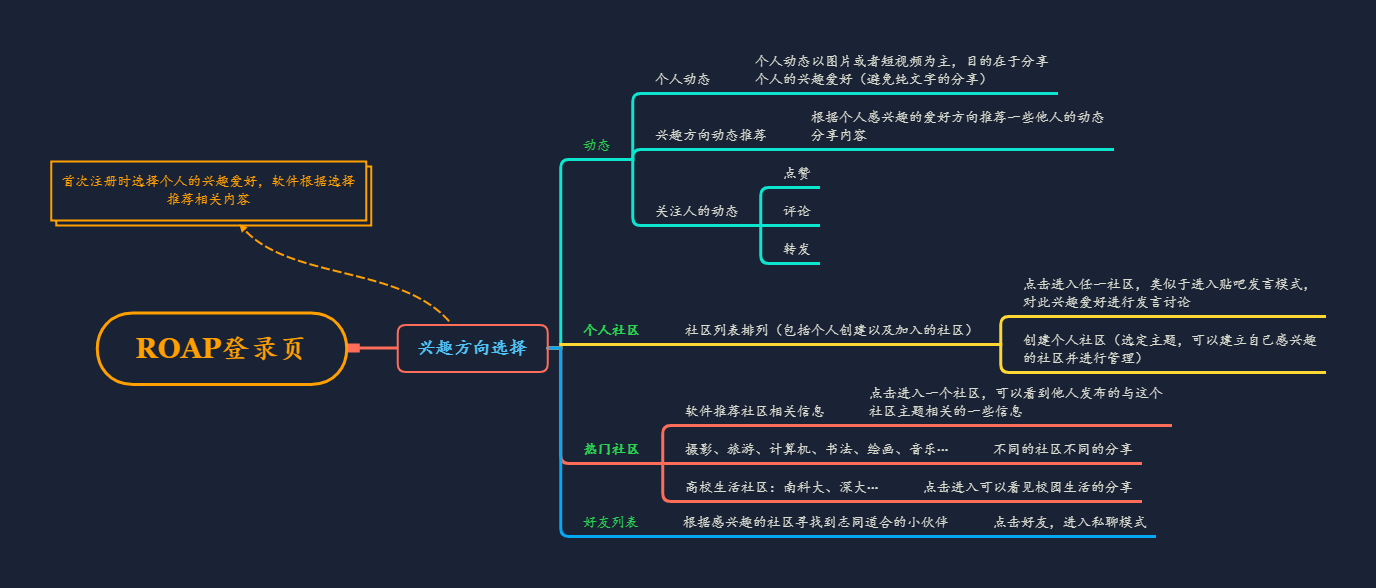 个人动态以图片或者短视频为主，目的在于分享
个人的兴趣爱好（避免纯文字的分享）
个人动态
根据个人感兴趣的爱好方向推荐一些他人的动态
分享内容
兴趣方向动态推荐
动态
点赞
关注人的动态
评论
转发
首次注册时选择个人的兴趣爱好，软件根据选择
推荐相关内容
ROAP登录页
兴趣方向选择
个人社区
社区列表排列（包括个人创建以及加入的社区）
点击进入任一社区，类似于进入贴吧发言模式，
对此兴趣爱好进行发言讨论
创建个人社区（选定主题，可以建立自己感兴趣
的社区并进行管理）
点击进入一个社区，可以看到他人发布的与这个
社区主题相关的一些信息
软件推荐社区相关信息
热门社区
摄影、旅游、计算机、书法、绘画、音乐…
不同的社区不同的分享
高校生活社区：南科大、深大…
点击进入可以看见校园生活的分享
好友列表
根据感兴趣的社区寻找到志同道合的小伙伴
点击好友，进入私聊模式